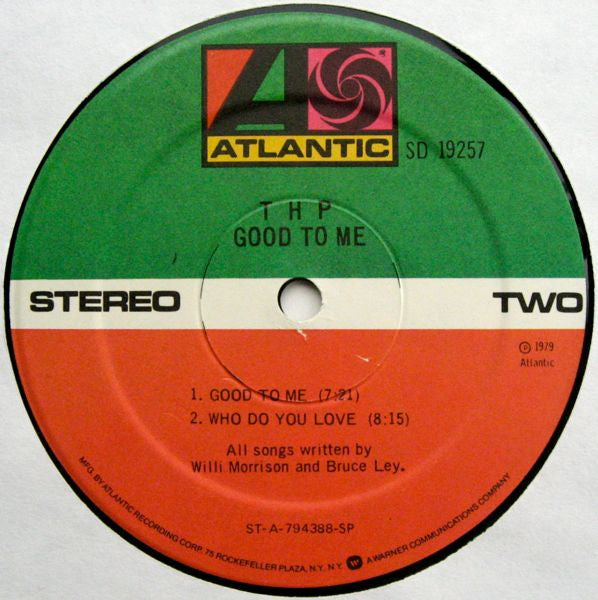 ATLANTIC
SD 19257
T H P
GOOD TO ME
STEREO
TWO
℗ 1979
Atlantic
1. GOOD TO ME (7:21)
2. WHO DO YOU LOVE (8:15)
All songs written by
Willi Morrison and Bruce Ley.
ST-A-794388-SP
MFG. BY ATLANTIC RECORDING CORP. 75 ROCKEFELLER PLAZA, N.Y. N.Y. W A WARNER COMMUNICATIONS COMPANY